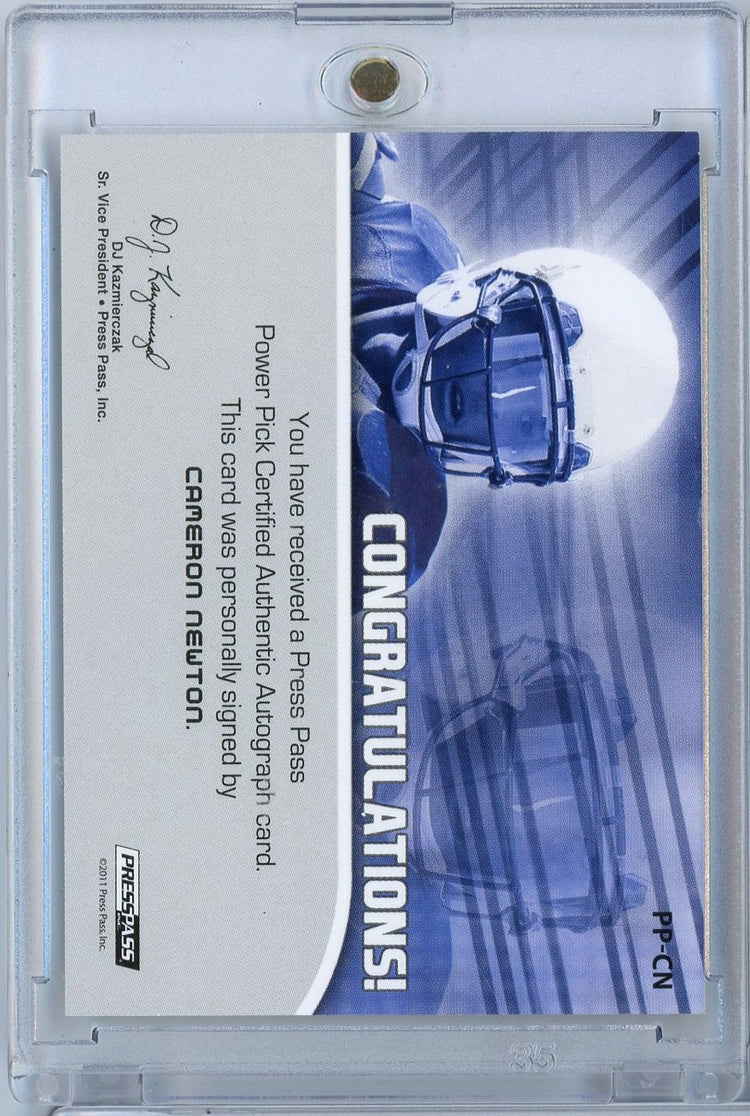 PP-CN
CONGRATULATIONS!
You have received a Press Pass
Power Pick Certified Authentic Autograph card.
This card was personally signed by
CAMERON NEWTON.
D.J. Kazmierczak
DJ Kazmierczak
Sr. Vice President • Press Pass, Inc.
PRESS PASS
©2011 Press Pass, Inc.
35